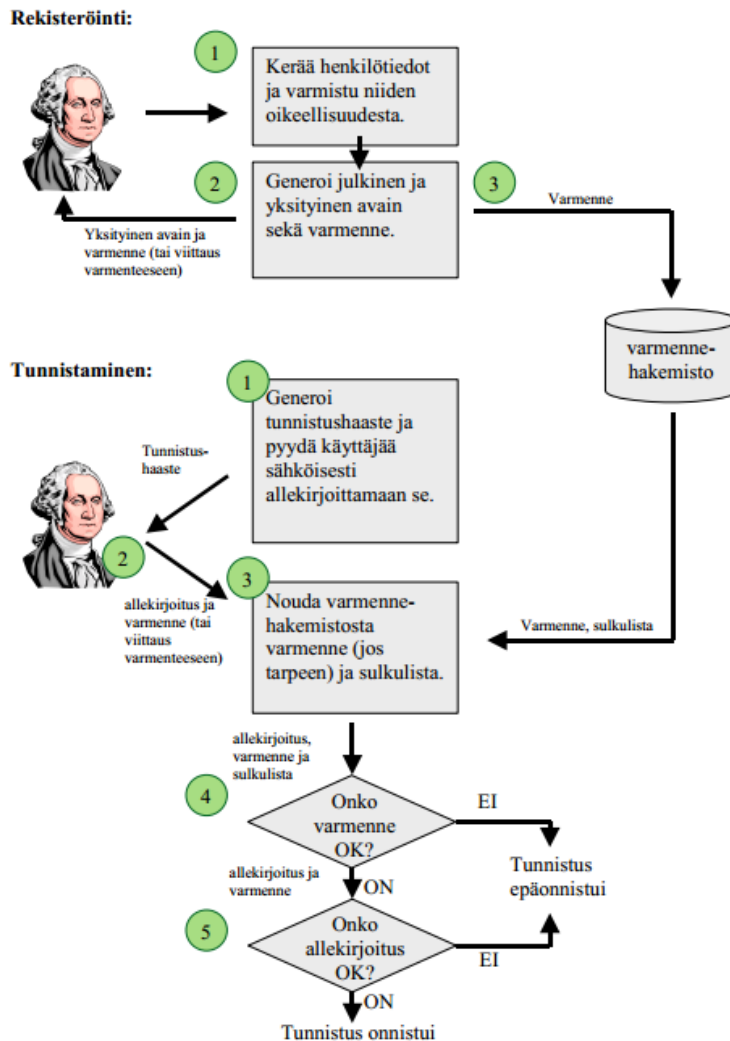 Rekisteröinti:
1
Kerää henkilötiedot
ja varmistu niiden
oikeellisuudesta.
2
Generoi julkinen ja
yksityinen avain
sekä varmenne.
3
Varmenne
Yksityinen avain ja
varmenne (tai viittaus
varmenteeseen)
varmenne-
hakemisto
Tunnistaminen:
1
Generoi
tunnistushaaste ja
pyydä käyttäjää
sähköisesti
allekirjoittamaan se.
Tunnistus-
haaste
2
allekirjoitus ja
varmenne (tai
viittaus
varmenteeseen)
3
Nouda varmenne-
hakemistosta
varmenne (jos
tarpeen) ja sulkulista.
Varmenne, sulkulista
allekirjoitus,
varmenne ja
sulkulista
4
Onko
varmenne
OK?
EI
Tunnistus
epäonnistui
allekirjoitus ja
varmenne
ON
5
Onko
allekirjoitus
OK?
EI
ON
Tunnistus onnistui